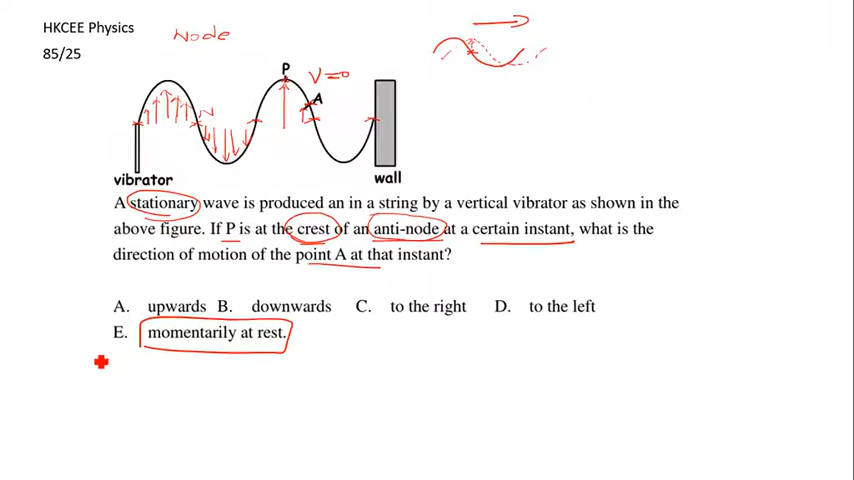 HKCEE Physics
Node
85/25
P
V=0
A
N
vibrator
wall
A stationary wave is produced an in a string by a vertical vibrator as shown in the
above figure. If P is at the crest of an anti-node at a certain instant, what is the
direction of motion of the point A at that instant?
A. upwards B. downwards C. to the right D. to the left
E. momentarily at rest.